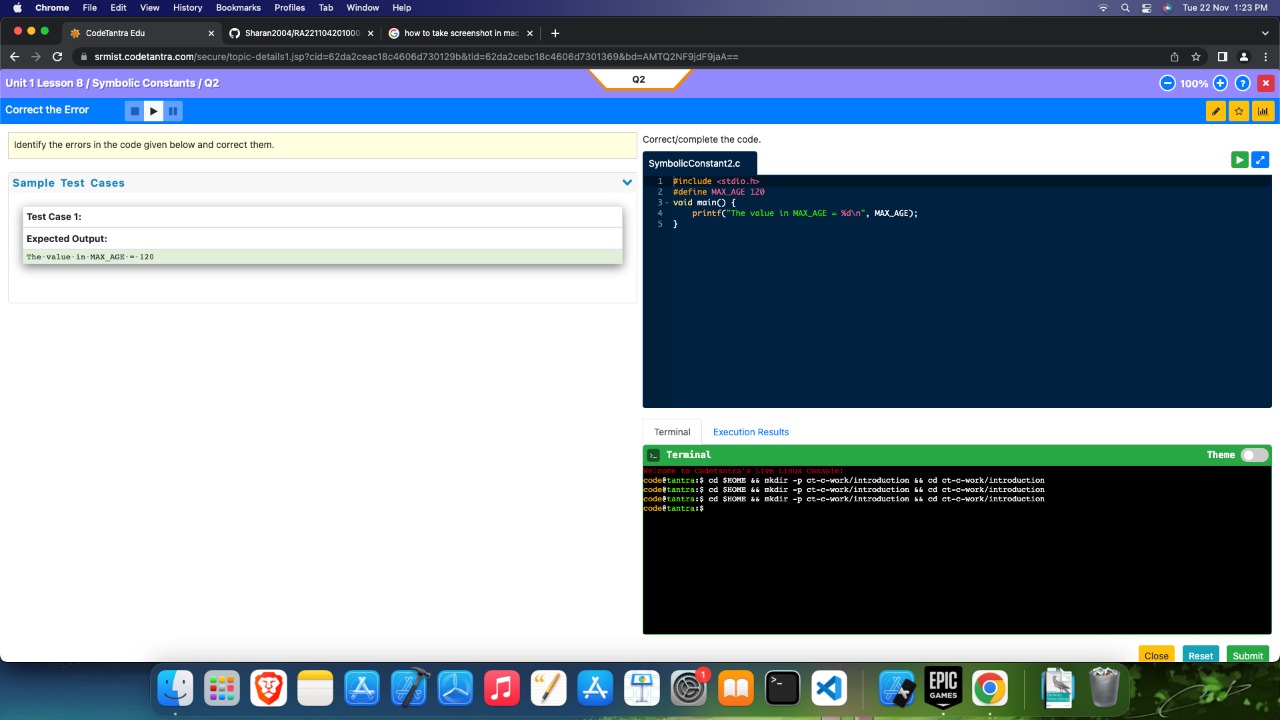 Chrome File Edit View History Bookmarks Profiles Tab Window Help Tue 22 Nov 1:23 PM
CodeTantra Edu Sharan2004/RA2211042010001 how to take screenshot in mac
srmist.codetantra.com/secure/topic-details1.jsp?cid=62da2ceac18c4606d730129b&tid=62da2cebc18c4606d7301369&bd=AMTQ2NF9jdF9jaA==
Unit 1 Lesson 8 / Symbolic Constants / Q2 Q2 100% ?
Correct the Error
Identify the errors in the code given below and correct them.
Sample Test Cases
Test Case 1:
Expected Output:
The·value·in·MAX_AGE·=·120
Correct/complete the code.
SymbolicConstant2.c
1 #include <stdio.h>
2 #define MAX_AGE 120
3 void main() {
4 printf("The value in MAX_AGE = %d\n", MAX_AGE);
5 }
Terminal Execution Results
Terminal Theme
Welcome to CodeTantra's Live Linux Console!
code@tantra:$ cd $HOME && mkdir -p ct-c-work/introduction && cd ct-c-work/introduction
code@tantra:$ cd $HOME && mkdir -p ct-c-work/introduction && cd ct-c-work/introduction
code@tantra:$ cd $HOME && mkdir -p ct-c-work/introduction && cd ct-c-work/introduction
code@tantra:$
Close Reset Submit
1
EPIC
GAMES